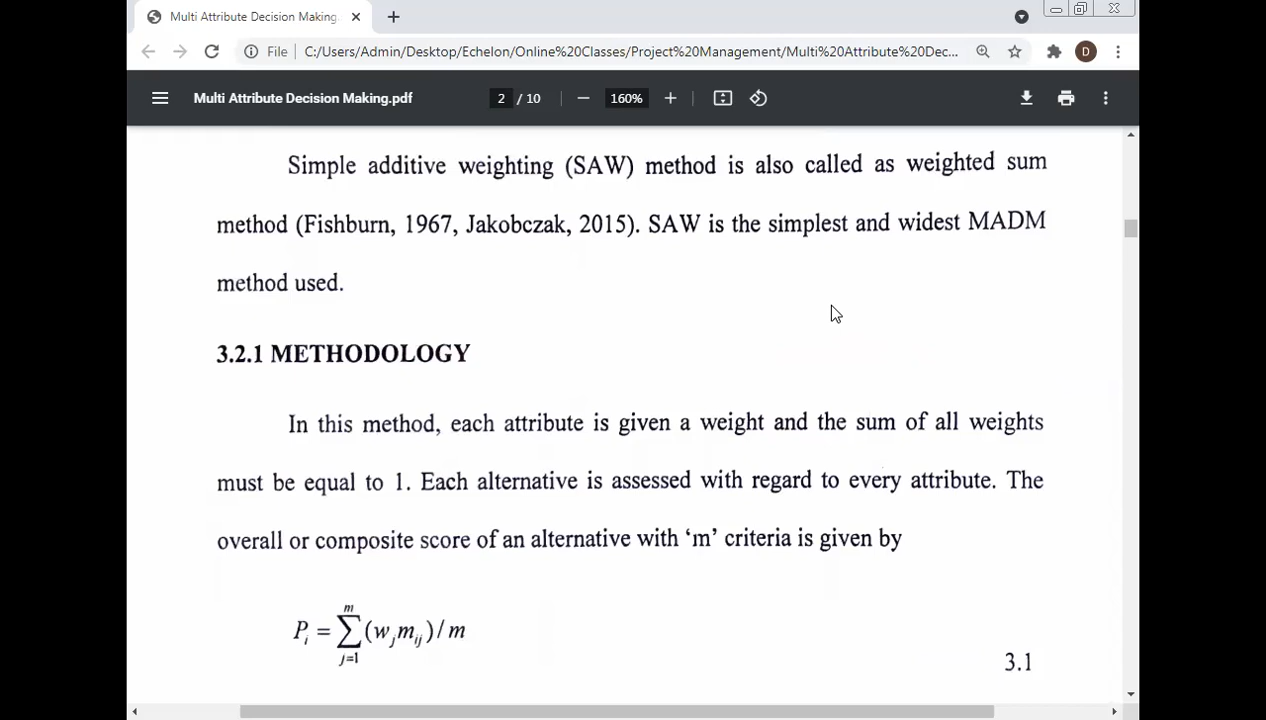 Multi Attribute Decision Making.
File C:/Users/Admin/Desktop/Echelon/Online%20Classes/Project%20Management/Multi%20Attribute%20Dec... D
Multi Attribute Decision Making.pdf 2 / 10 160%
Simple additive weighting (SAW) method is also called as weighted sum
method (Fishburn, 1967, Jakobczak, 2015). SAW is the simplest and widest MADM
method used.
3.2.1 METHODOLOGY
In this method, each attribute is given a weight and the sum of all weights
must be equal to 1. Each alternative is assessed with regard to every attribute. The
overall or composite score of an alternative with ‘m’ criteria is given by
P_i = \sum_{j=1}^{m} (w_j m_{ij}) / m
3.1